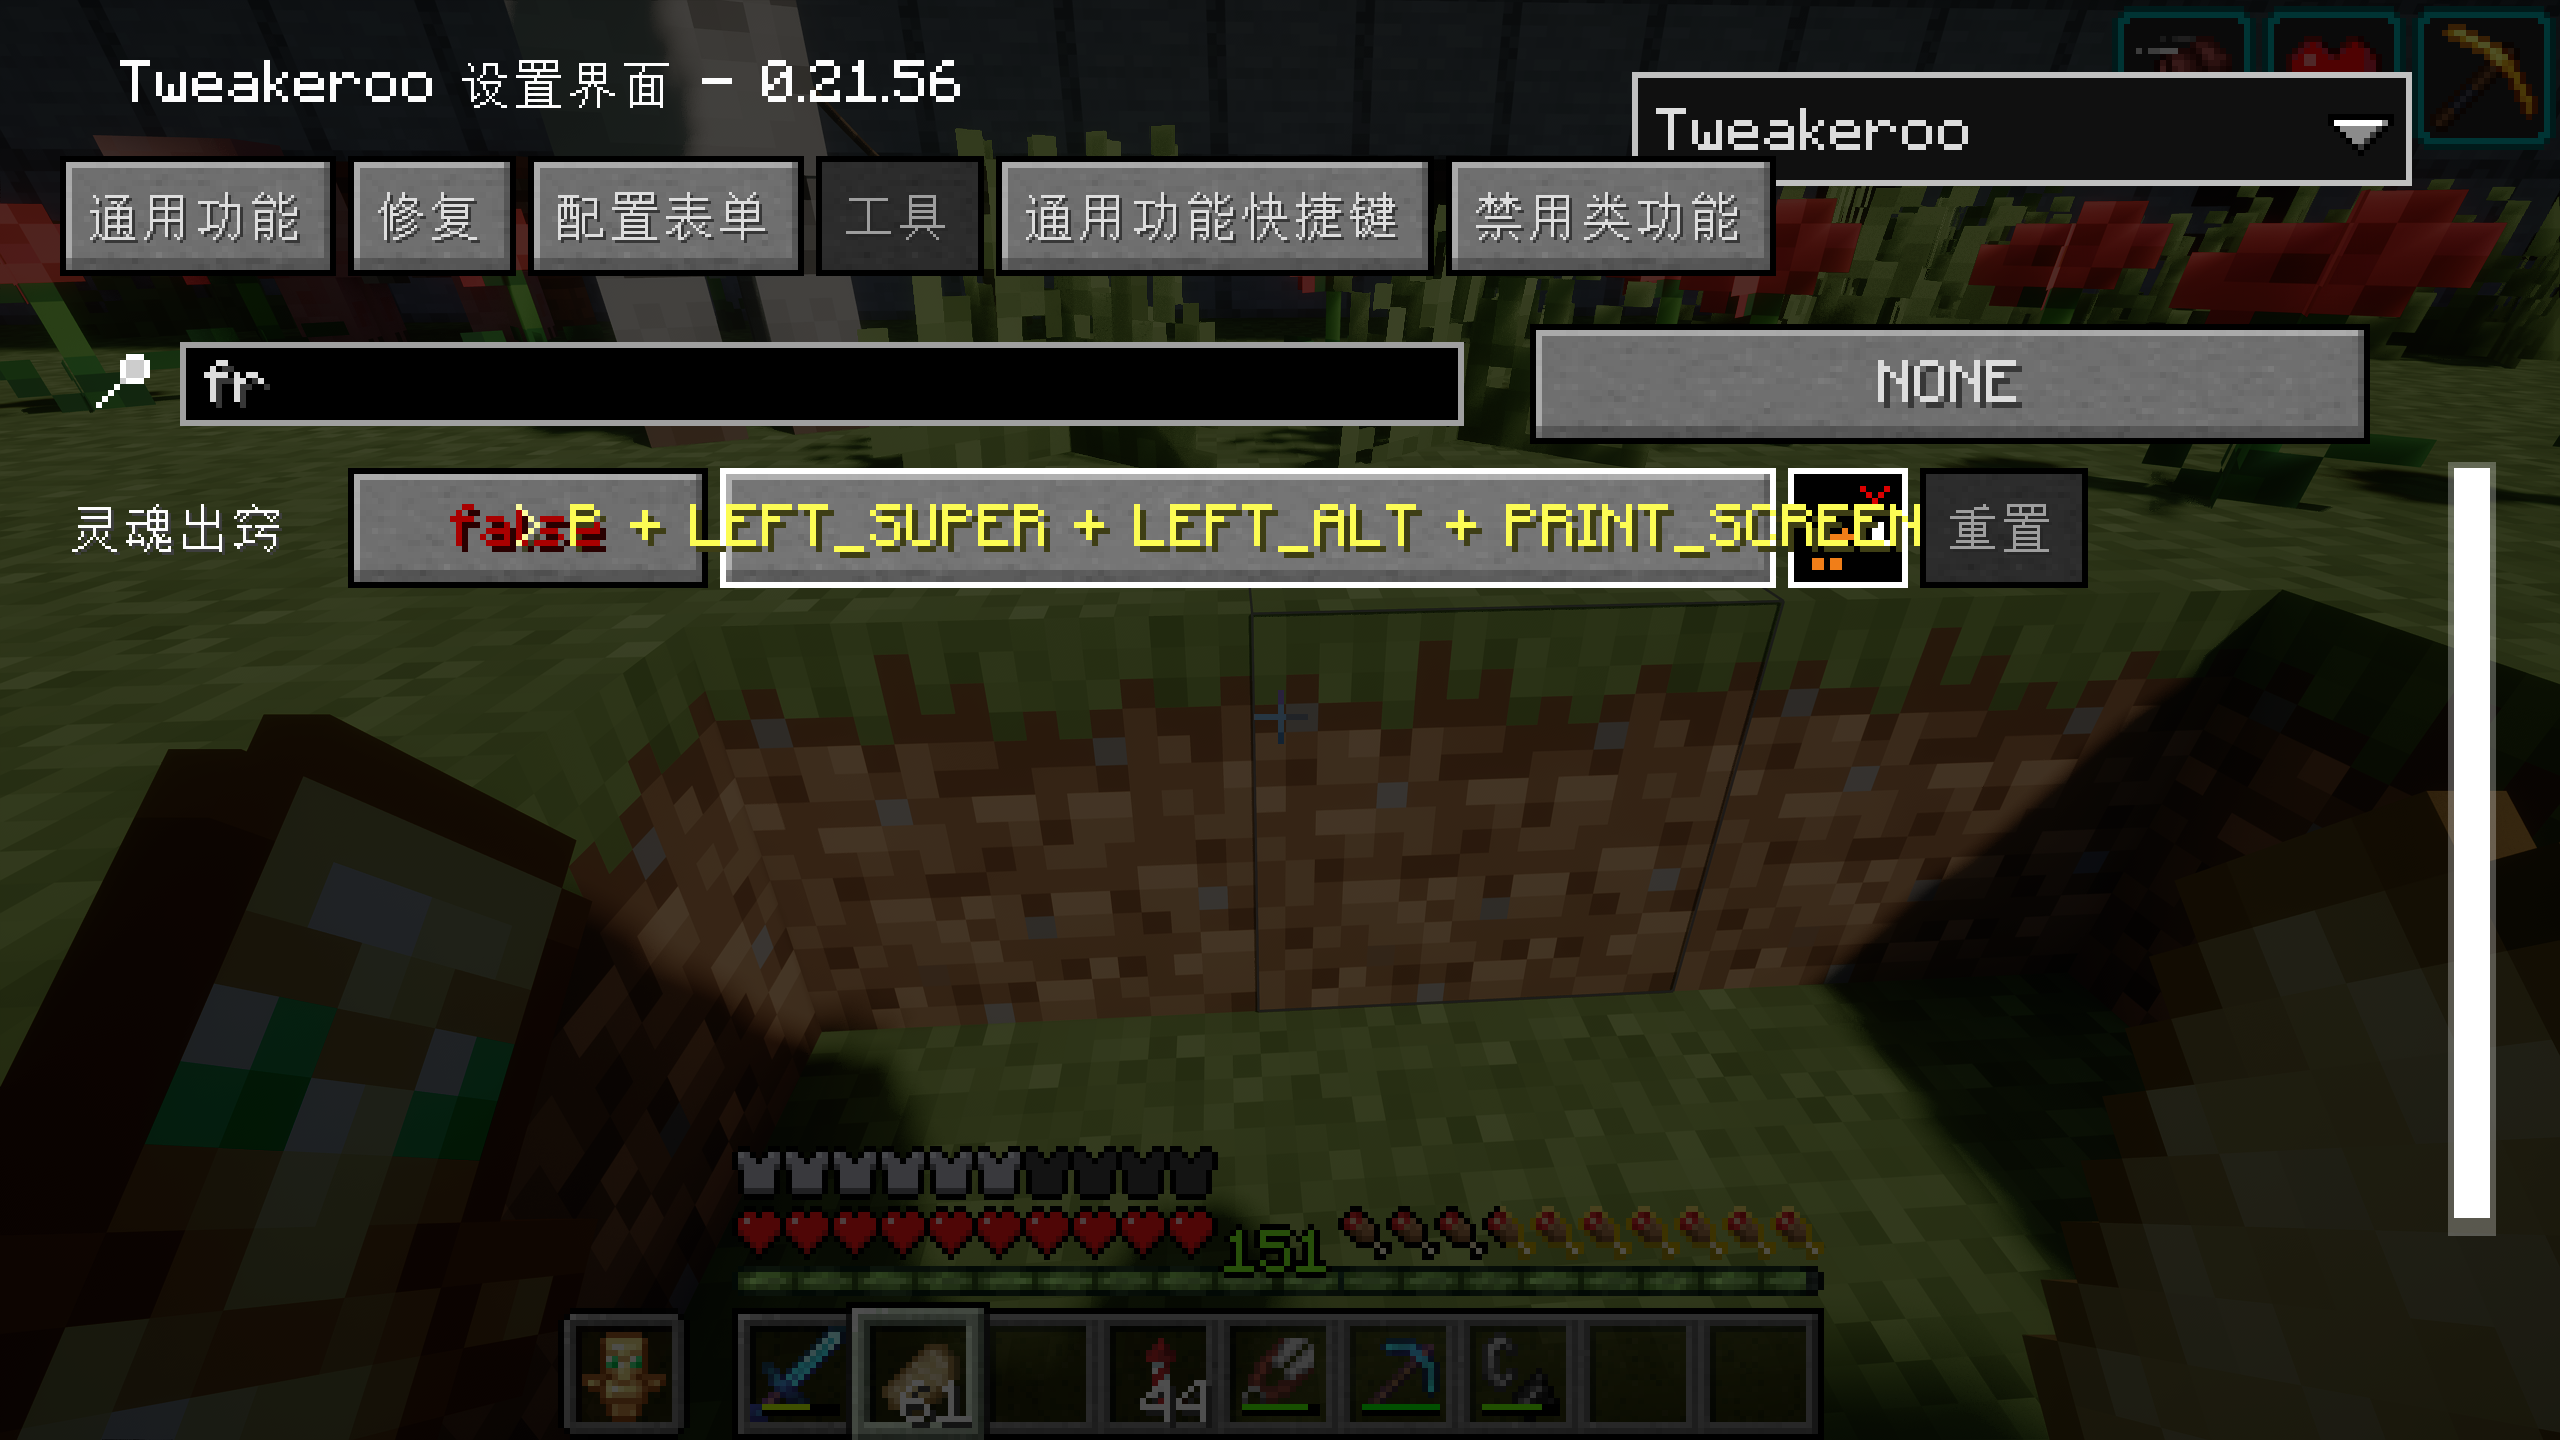 Tweakeroo 设置界面 - 0.21.56
Tweakeroo
通用功能
修复
配置表单
工具
通用功能快捷键
禁用类功能
fr
NONE
灵魂出窍
false
> P + LEFT_SUPER + LEFT_ALT + PRINT_SCREEN
重置
151
61
44